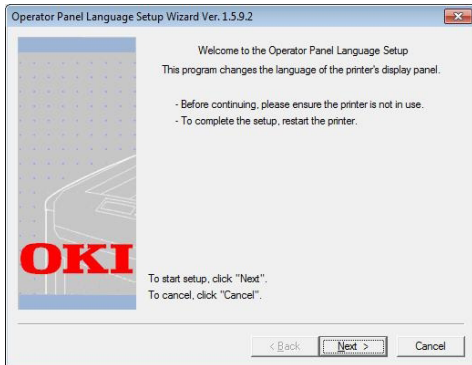 Operator Panel Language Setup Wizard Ver. 1.5.9.2
Welcome to the Operator Panel Language Setup
This program changes the language of the printer's display panel.
- Before continuing, please ensure the printer is not in use.
- To complete the setup, restart the printer.
OKI
To start setup, click "Next".
To cancel, click "Cancel".
< Back
Next >
Cancel